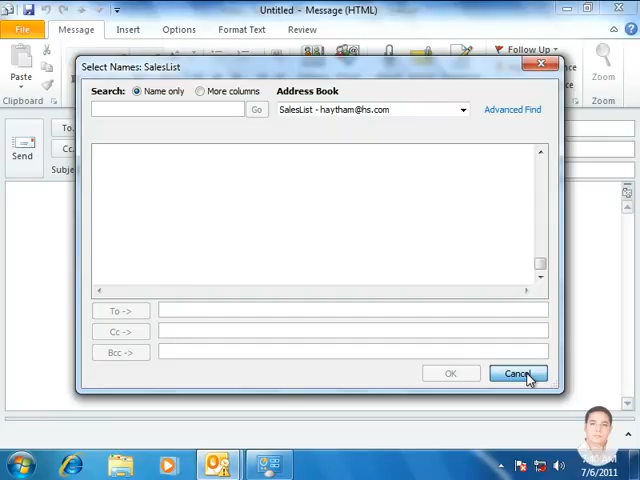 Untitled - Message (HTML)
File Message Insert Options Format Text Review
Paste
Clipboard
Follow Up
Zoom
Zoom
Select Names: SalesList
Search: Name only More columns Address Book
Go SalesList - haytham@hs.com Advanced Find
To...
Cc...
Send
Subje
To ->
Cc ->
Bcc ->
OK Cancel
AM
7/6/2011